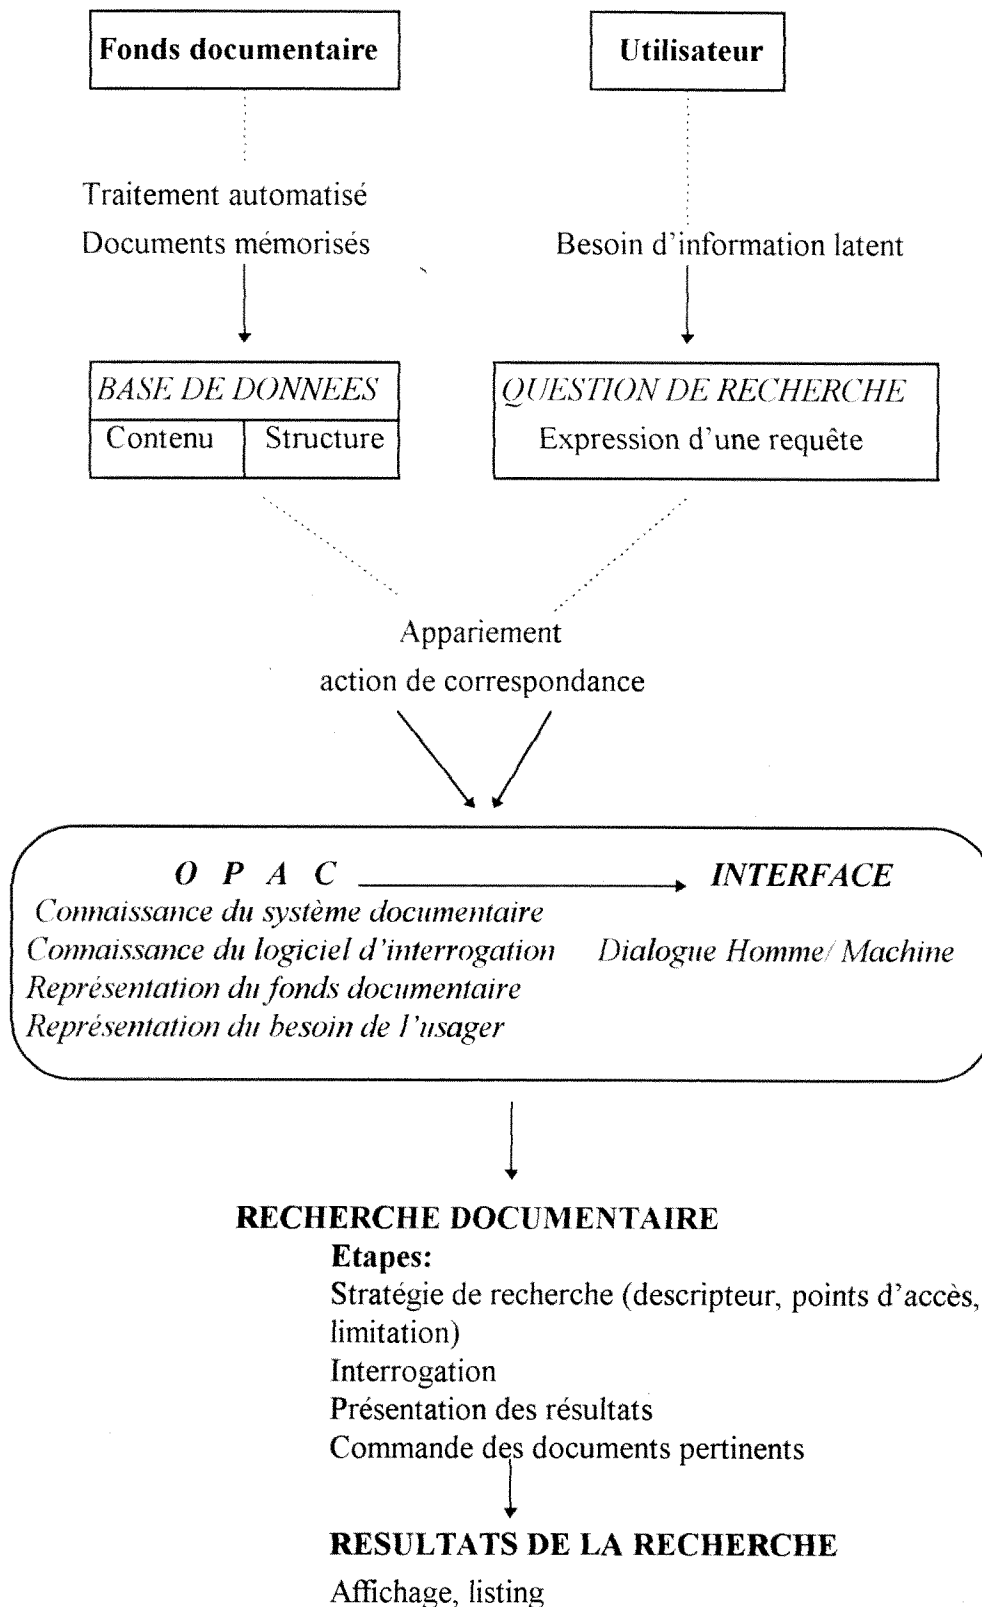 Fonds documentaire
Utilisateur
Traitement automatisé
Documents mémorisés
Besoin d'information latent
BASE DE DONNEES
Contenu
Structure
QUESTION DE RECHERCHE
Expression d'une requête
Appariement
action de correspondance
O P A C
INTERFACE
Connaissance du système documentaire
Connaissance du logiciel d'interrogation
Dialogue Homme/ Machine
Représentation du fonds documentaire
Représentation du besoin de l'usager
RECHERCHE DOCUMENTAIRE
Etapes:
Stratégie de recherche (descripteur, points d'accès,
limitation)
Interrogation
Présentation des résultats
Commande des documents pertinents
RESULTATS DE LA RECHERCHE
Affichage, listing